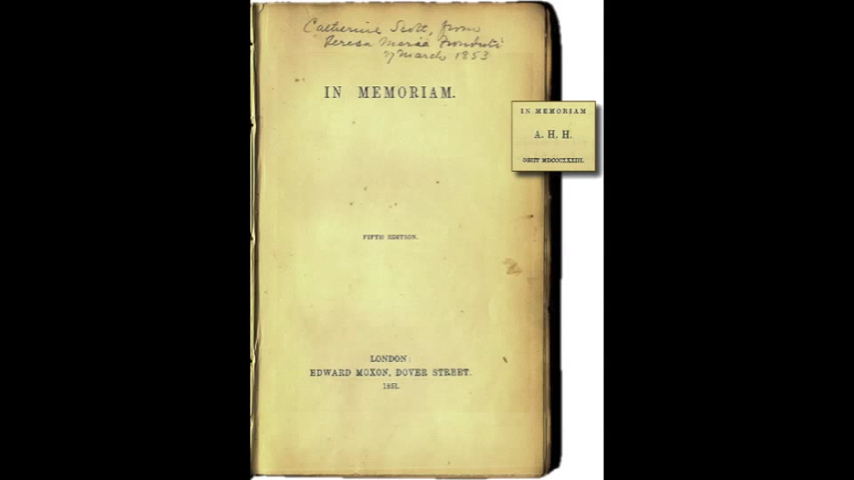 Catherine Scott, from
Teresa Maria
7 March 1853
IN MEMORIAM.
IN MEMORIAM
A. H. H.
OBIIT MDCCCXXXIII.
FIFTH EDITION.
LONDON:
EDWARD MOXON, DOVER STREET.
1851.